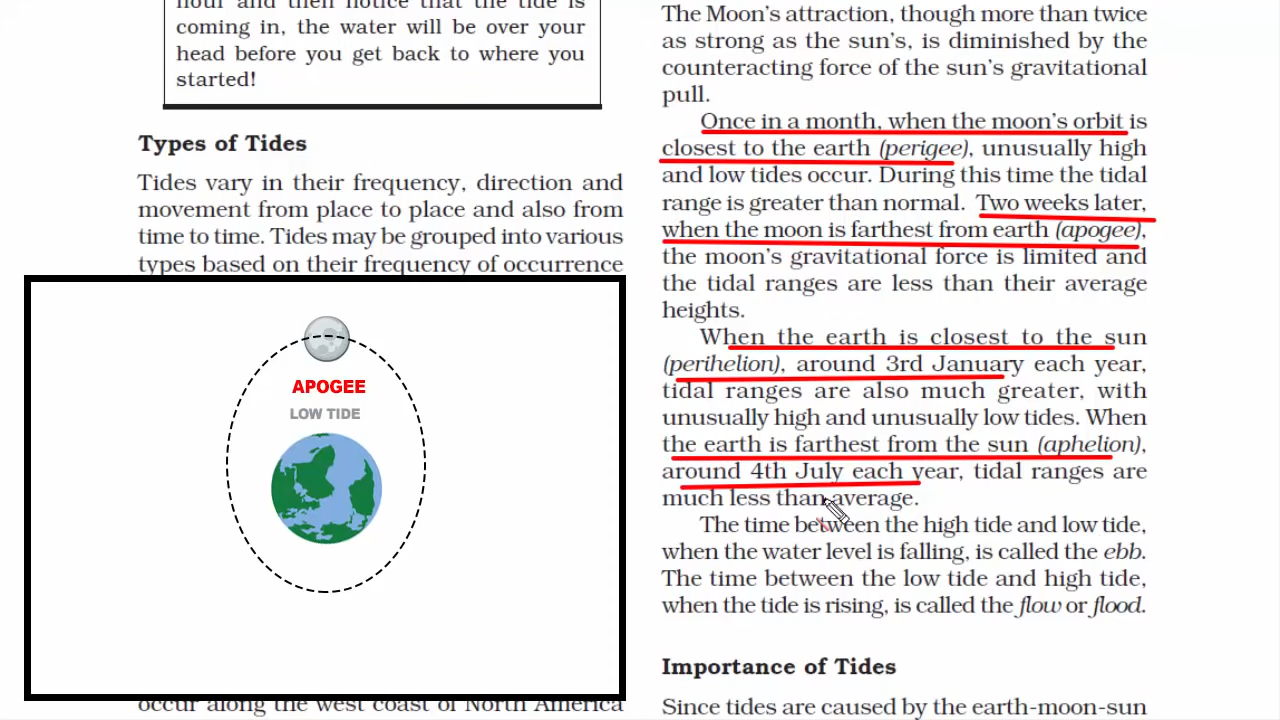 hour and then notice that the tide is
coming in, the water will be over your
head before you get back to where you
started!
Types of Tides
Tides vary in their frequency, direction and
movement from place to place and also from
time to time. Tides may be grouped into various
types based on their frequency of occurrence
APOGEE
LOW TIDE
occur along the west coast of North America
The Moon's attraction, though more than twice
as strong as the sun's, is diminished by the
counteracting force of the sun's gravitational
pull.
Once in a month, when the moon's orbit is
closest to the earth (perigee), unusually high
and low tides occur. During this time the tidal
range is greater than normal. Two weeks later,
when the moon is farthest from earth (apogee),
the moon's gravitational force is limited and
the tidal ranges are less than their average
heights.
When the earth is closest to the sun
(perihelion), around 3rd January each year,
tidal ranges are also much greater, with
unusually high and unusually low tides. When
the earth is farthest from the sun (aphelion),
around 4th July each year, tidal ranges are
much less than average.
The time between the high tide and low tide,
when the water level is falling, is called the ebb.
The time between the low tide and high tide,
when the tide is rising, is called the flow or flood.
Importance of Tides
Since tides are caused by the earth-moon-sun